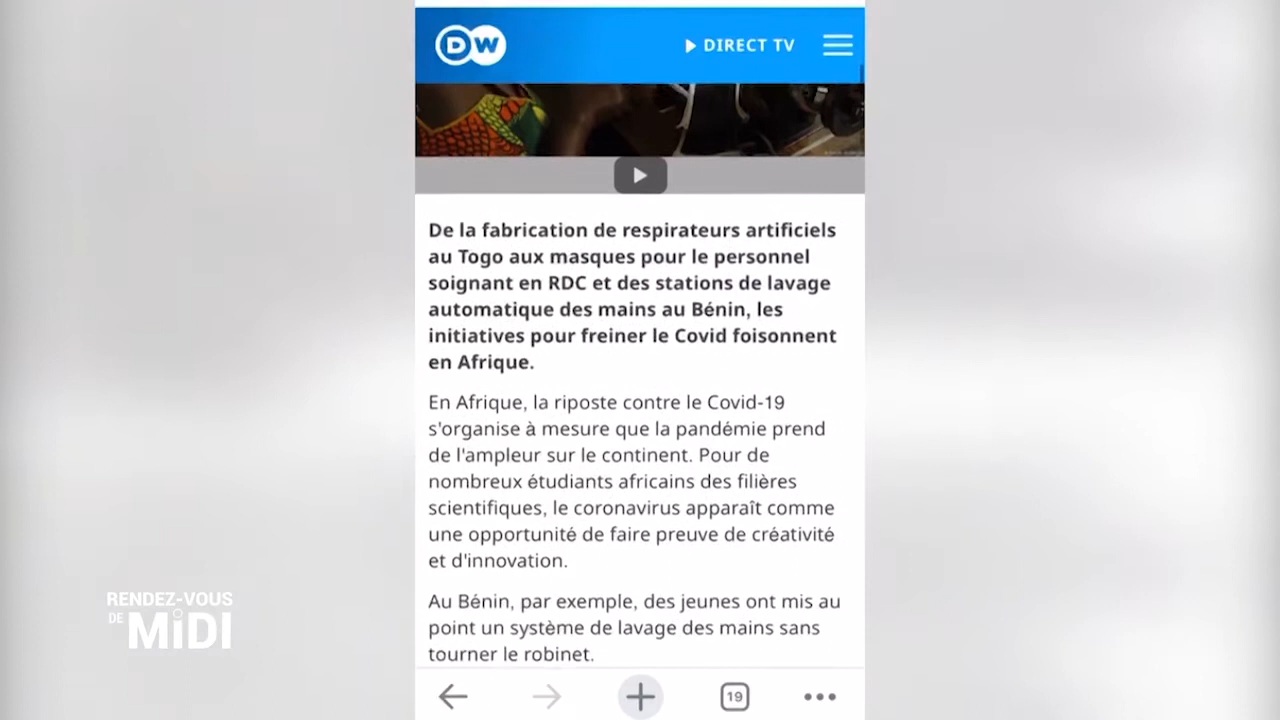 DW
DIRECT TV
De la fabrication de respirateurs artificiels
au Togo aux masques pour le personnel
soignant en RDC et des stations de lavage
automatique des mains au Bénin, les
initiatives pour freiner le Covid foisonnent
en Afrique.
En Afrique, la riposte contre le Covid-19
s'organise à mesure que la pandémie prend
de l'ampleur sur le continent. Pour de
nombreux étudiants africains des filières
scientifiques, le coronavirus apparaît comme
une opportunité de faire preuve de créativité
et d'innovation.
Au Bénin, par exemple, des jeunes ont mis au
point un système de lavage des mains sans
tourner le robinet.
RENDEZ-VOUS
DE MiDI
19